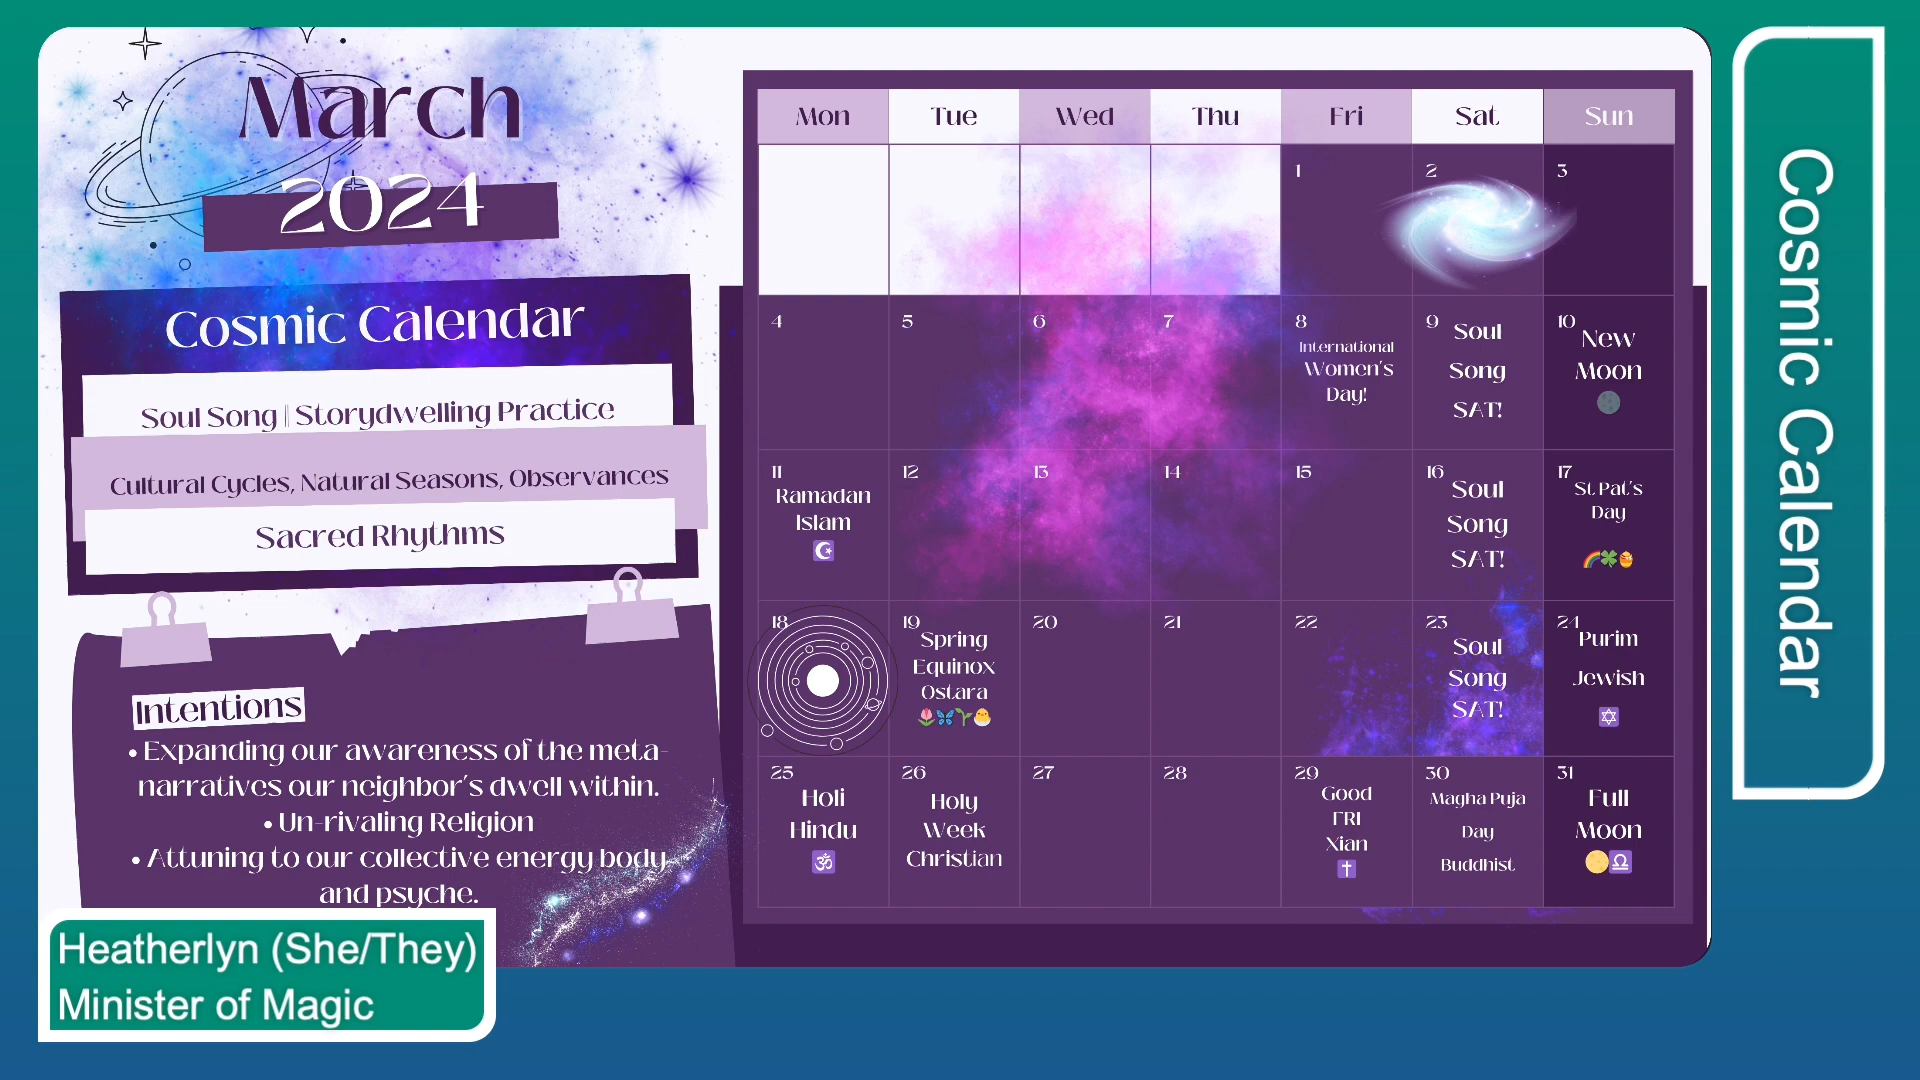 March
2024
Cosmic Calendar
Soul Song | Storydwelling Practice
Cultural Cycles, Natural Seasons, Observances
Sacred Rhythms
Intentions
• Expanding our awareness of the meta-
narratives our neighbor's dwell within.
• Un-rivaling Religion
• Attuning to our collective energy body
and psyche.
Heatherlyn (She/They)
Minister of Magic
Mon Tue Wed Thu Fri Sat Sun
1
2
3
4
5
6
7
8
International
Women's
Day!
9
Soul
Song
SAT!
10
New
Moon
11
Ramadan
Islam
12
13
14
15
16
Soul
Song
SAT!
17
St Pat's
Day
18
19
Spring
Equinox
Ostara
20
21
22
23
Soul
Song
SAT!
24
Purim
Jewish
25
Holi
Hindu
🕉
26
Holy
Week
Christian
27
28
29
Good
FRI
Xian
30
Magha Puja
Day
Buddhist
31
Full
Moon
Cosmic Calendar